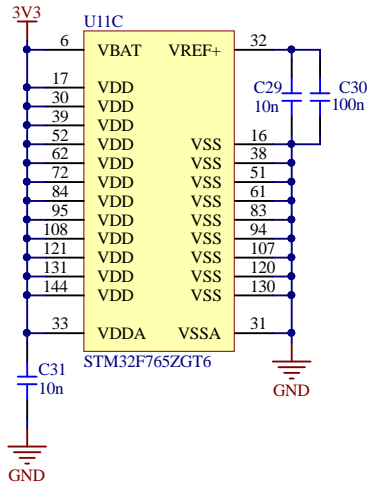 3V3
U11C
6 VBAT VREF+ 32
17 VDD
C29 C30
30 VDD
10n 100n
39 VDD
52 VDD VSS 16
62 VDD VSS 38
72 VDD VSS 51
84 VDD VSS 61
95 VDD VSS 83
108 VDD VSS 94
121 VDD VSS 107
131 VDD VSS 120
144 VDD VSS 130
33 VDDA VSSA 31
STM32F765ZGT6
C31
10n
GND
GND